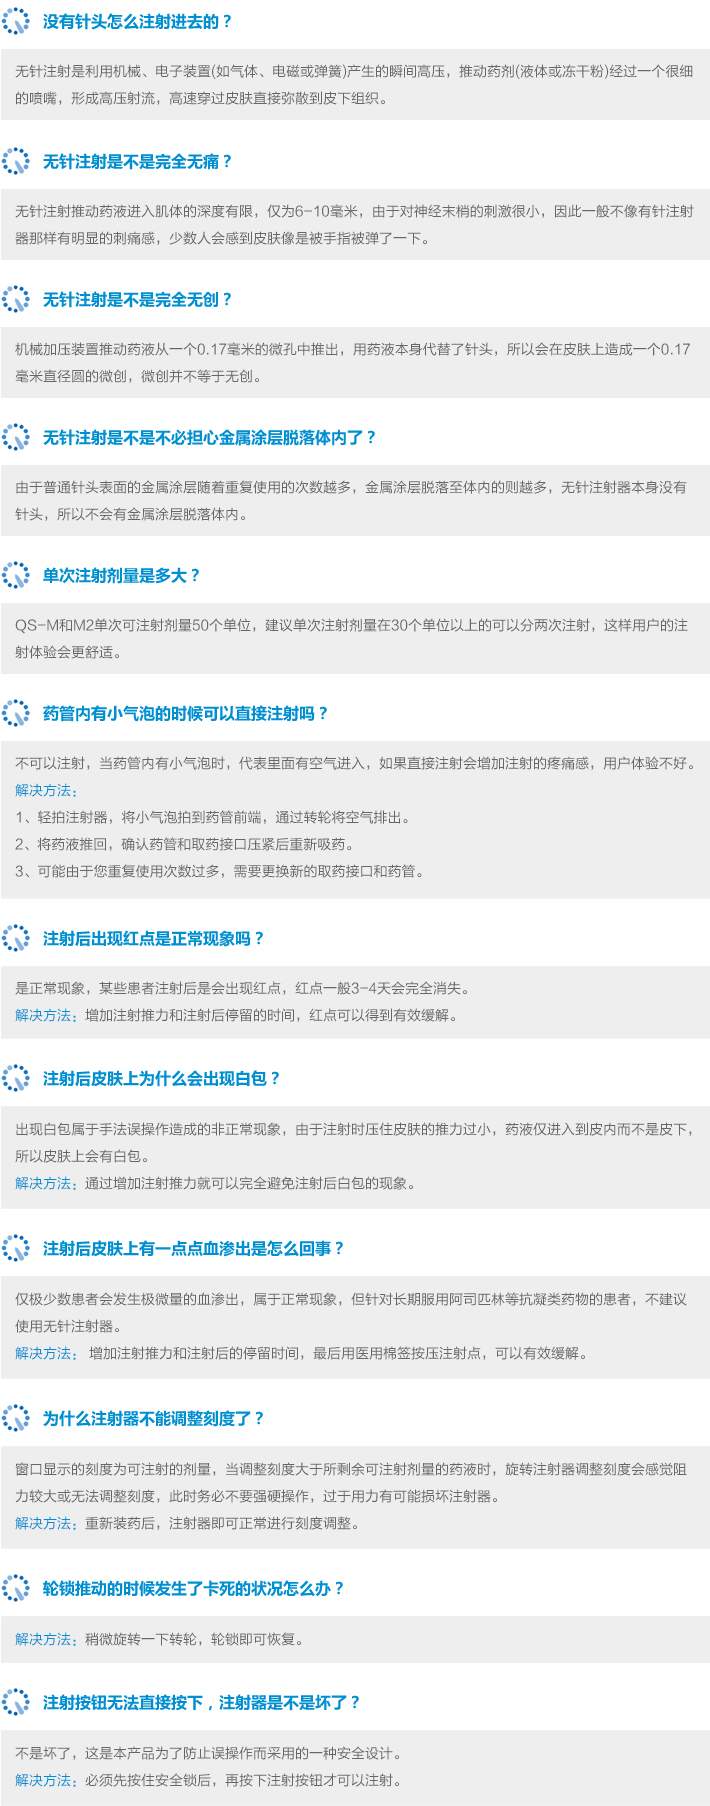 没有针头怎么注射进去的？
无针注射是利用机械、电子装置(如气体、电磁或弹簧)产生的瞬间高压，推动药剂(液体或冻干粉)经过一个很细
的喷嘴，形成高压射流，高速穿过皮肤直接弥散到皮下组织。
无针注射是不是完全无痛？
无针注射推动药液进入肌体的深度有限，仅为6-10毫米，由于对神经末梢的刺激很小，因此一般不像有针注射
器那样有明显的刺痛感，少数人会感到皮肤像是被手指被弹了一下。
无针注射是不是完全无创？
机械加压装置推动药液从一个0.17毫米的微孔中推出，用药液本身代替了针头，所以会在皮肤上造成一个0.17
毫米直径圆的微创，微创并不等于无创。
无针注射是不是不必担心金属涂层脱落体内了？
由于普通针头表面的金属涂层随着重复使用的次数越多，金属涂层脱落至体内的则越多，无针注射器本身没有
针头，所以不会有金属涂层脱落体内。
单次注射剂量是多大？
QS-M和M2单次可注射剂量50个单位，建议单次注射剂量在30个单位以上的可以分两次注射，这样用户的注
射体验会更舒适。
药管内有小气泡的时候可以直接注射吗？
不可以注射，当药管内有小气泡时，代表里面有空气进入，如果直接注射会增加注射的疼痛感，用户体验不好。
解决方法：
1、轻拍注射器，将小气泡拍到药管前端，通过转轮将空气排出。
2、将药液推回，确认药管和取药接口压紧后重新吸药。
3、可能由于您重复使用次数过多，需要更换新的取药接口和药管。
注射后出现红点是正常现象吗？
是正常现象，某些患者注射后是会出现红点，红点一般3-4天会完全消失。
解决方法：增加注射推力和注射后停留的时间，红点可以得到有效缓解。
注射后皮肤上为什么会出现白包？
出现白包属于手法误操作造成的非正常现象，由于注射时压住皮肤的推力过小，药液仅进入到皮内而不是皮下，
所以皮肤上会有白包。
解决方法：通过增加注射推力就可以完全避免注射后白包的现象。
注射后皮肤上有一点点血渗出是怎么回事？
仅极少数患者会发生极微量的血渗出，属于正常现象，但针对长期服用阿司匹林等抗凝类药物的患者，不建议
使用无针注射器。
解决方法： 增加注射推力和注射后的停留时间，最后用医用棉签按压注射点，可以有效缓解。
为什么注射器不能调整刻度了？
窗口显示的刻度为可注射的剂量，当调整刻度大于所剩余可注射剂量的药液时，旋转注射器调整刻度会感觉阻
力较大或无法调整刻度，此时务必不要强硬操作，过于用力有可能损坏注射器。
解决方法：重新装药后，注射器即可正常进行刻度调整。
轮锁推动的时候发生了卡死的状况怎么办？
解决方法：稍微旋转一下转轮，轮锁即可恢复。
注射按钮无法直接按下，注射器是不是坏了？
不是坏了，这是本产品为了防止误操作而采用的一种安全设计。
解决方法：必须先按住安全锁后，再按下注射按钮才可以注射。